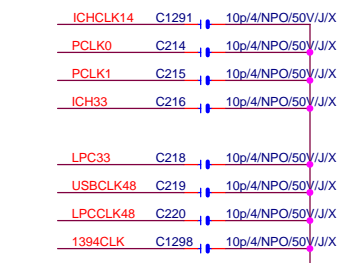 ICHCLK14 C1291 10p/4/NPO/50V/J/X
PCLK0 C214 10p/4/NPO/50V/J/X
PCLK1 C215 10p/4/NPO/50V/J/X
ICH33 C216 10p/4/NPO/50V/J/X
LPC33 C218 10p/4/NPO/50V/J/X
USBCLK48 C219 10p/4/NPO/50V/J/X
LPCCLK48 C220 10p/4/NPO/50V/J/X
1394CLK C1298 10p/4/NPO/50V/J/X